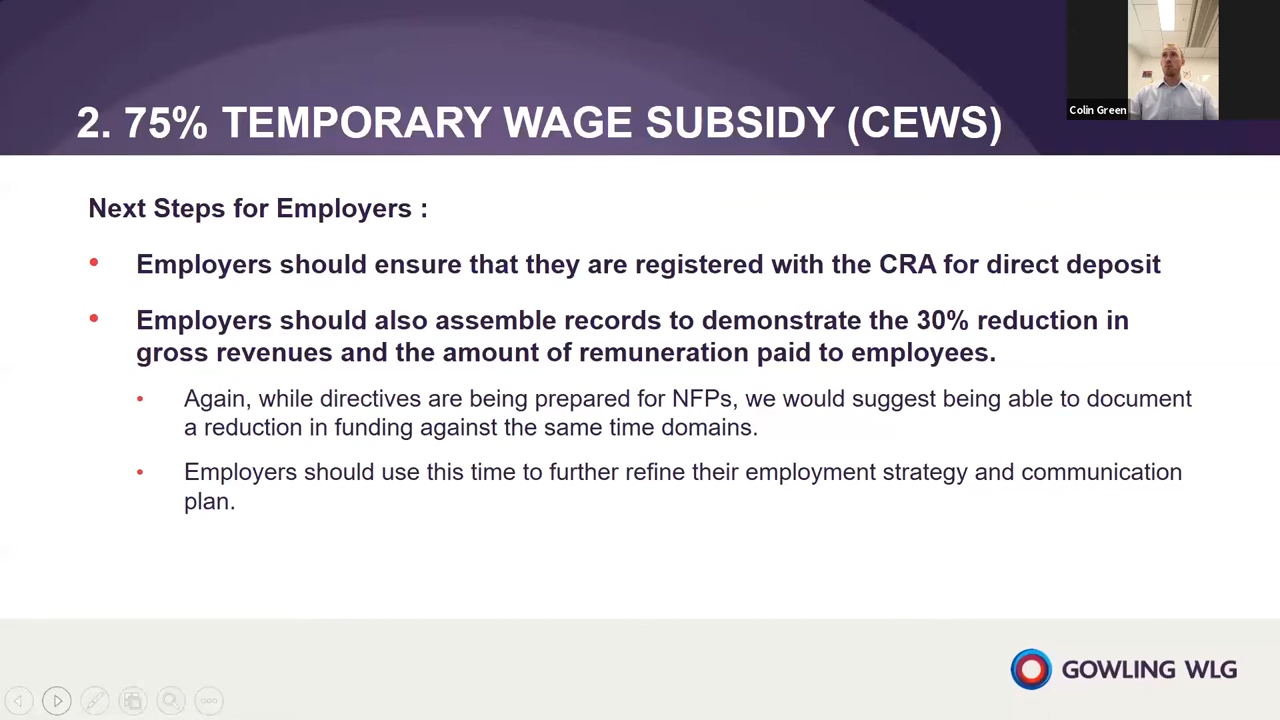 Colin Green
2. 75% TEMPORARY WAGE SUBSIDY (CEWS)
Next Steps for Employers :
• Employers should ensure that they are registered with the CRA for direct deposit
• Employers should also assemble records to demonstrate the 30% reduction in
gross revenues and the amount of remuneration paid to employees.
• Again, while directives are being prepared for NFPs, we would suggest being able to document
a reduction in funding against the same time domains.
• Employers should use this time to further refine their employment strategy and communication
plan.
GOWLING WLG